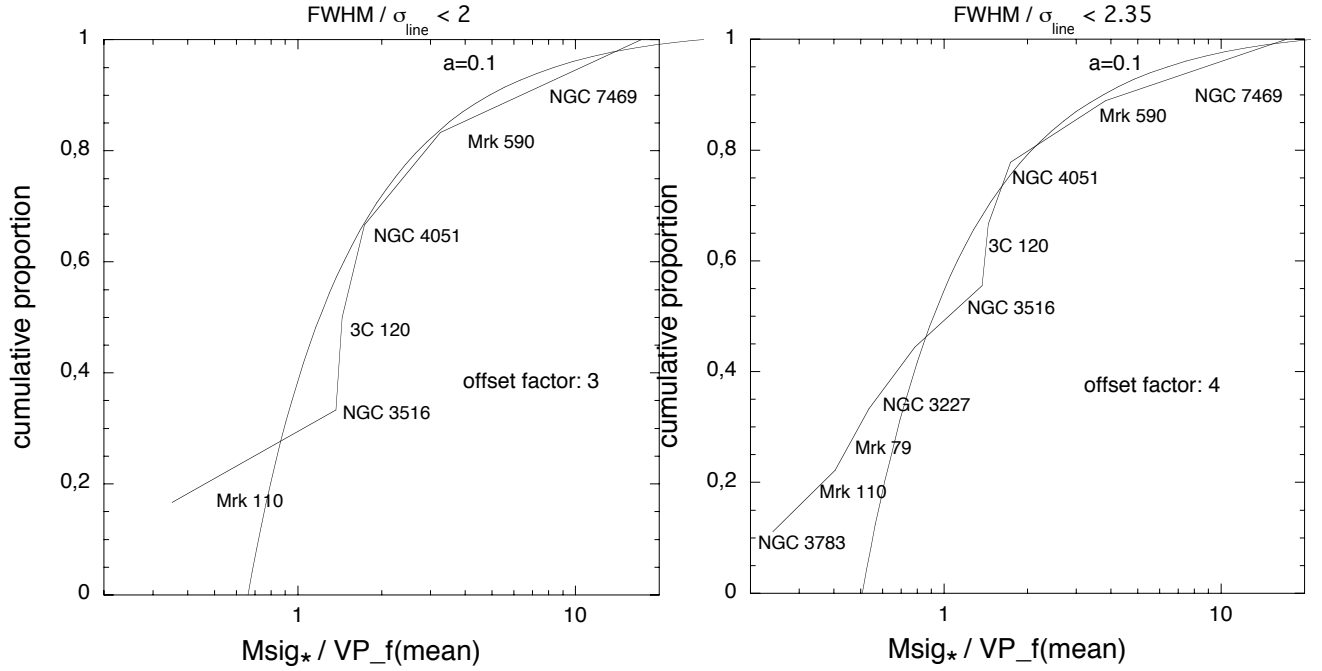 FWHM / σline < 2
1
0,8
0,6
0,4
0,2
0
cumulative proportion
a=0.1
NGC 7469
Mrk 590
NGC 4051
3C 120
offset factor: 3
NGC 3516
Mrk 110
1
10
Msig* / VP_f(mean)
FWHM / σline < 2.35
1
0,8
0,6
0,4
0,2
0
cumulative proportion
a=0.1
NGC 7469
Mrk 590
NGC 4051
3C 120
NGC 3516
offset factor: 4
NGC 3227
Mrk 79
Mrk 110
NGC 3783
1
10
Msig* / VP_f(mean)